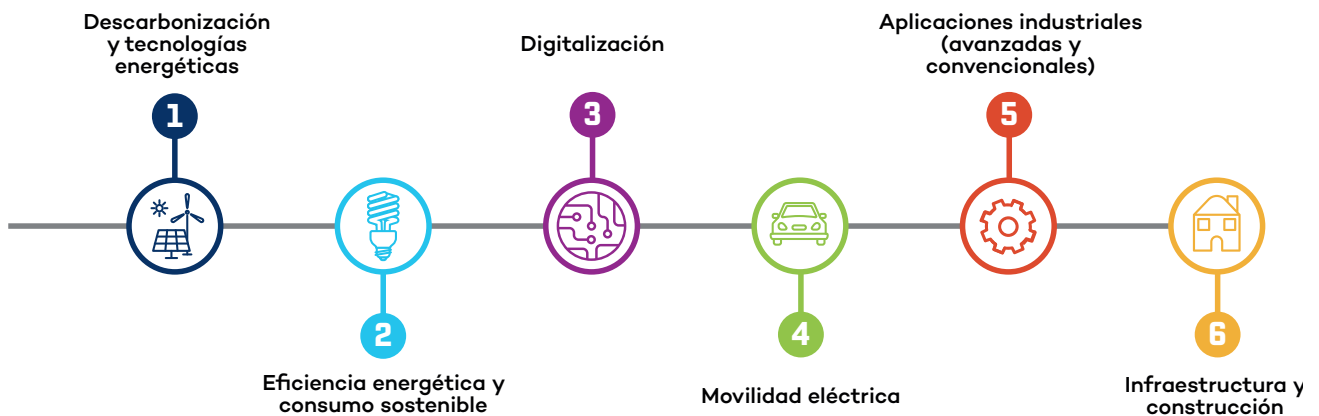 Descarbonización
y tecnologías
energéticas
1
2
Eficiencia energética y
consumo sostenible
Digitalización
3
4
Movilidad eléctrica
Aplicaciones industriales
(avanzadas y
convencionales)
5
6
Infraestructura y
construcción